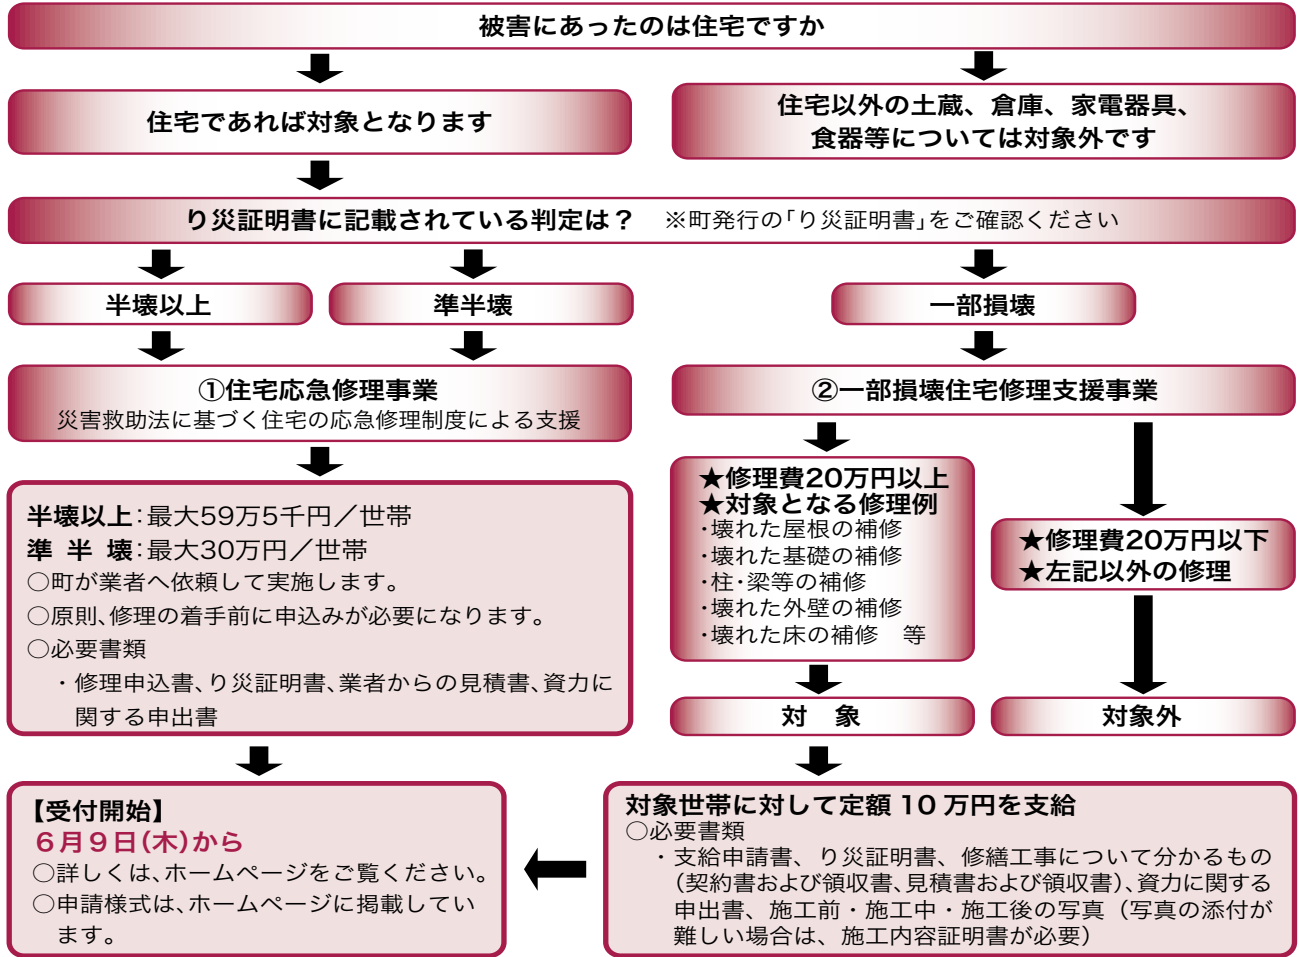 被害にあったのは住宅ですか
住宅であれば対象となります
住宅以外の土蔵、倉庫、家電器具、
食器等については対象外です
り災証明書に記載されている判定は？　※町発行の「り災証明書」をご確認ください
半壊以上
準半壊
一部損壊
①住宅応急修理事業
災害救助法に基づく住宅の応急修理制度による支援
②一部損壊住宅修理支援事業
半壊以上：最大59万5千円／世帯
準 半 壊：最大30万円／世帯
○町が業者へ依頼して実施します。
○原則、修理の着手前に申込みが必要になります。
○必要書類
・修理申込書、り災証明書、業者からの見積書、資力に
関する申出書
★修理費20万円以上
★対象となる修理例
・壊れた屋根の補修
・壊れた基礎の補修
・柱・梁等の補修
・壊れた外壁の補修
・壊れた床の補修　等
★修理費20万円以下
★左記以外の修理
対　象
対象外
【受付開始】
６月９日（木）から
○詳しくは、ホームページをご覧ください。
○申請様式は、ホームページに掲載してい
ます。
対象世帯に対して定額 10 万円を支給
○必要書類
・支給申請書、り災証明書、修繕工事について分かるもの
（契約書および領収書、見積書および領収書）、資力に関する
申出書、施工前・施工中・施工後の写真（写真の添付が
難しい場合は、施工内容証明書が必要）